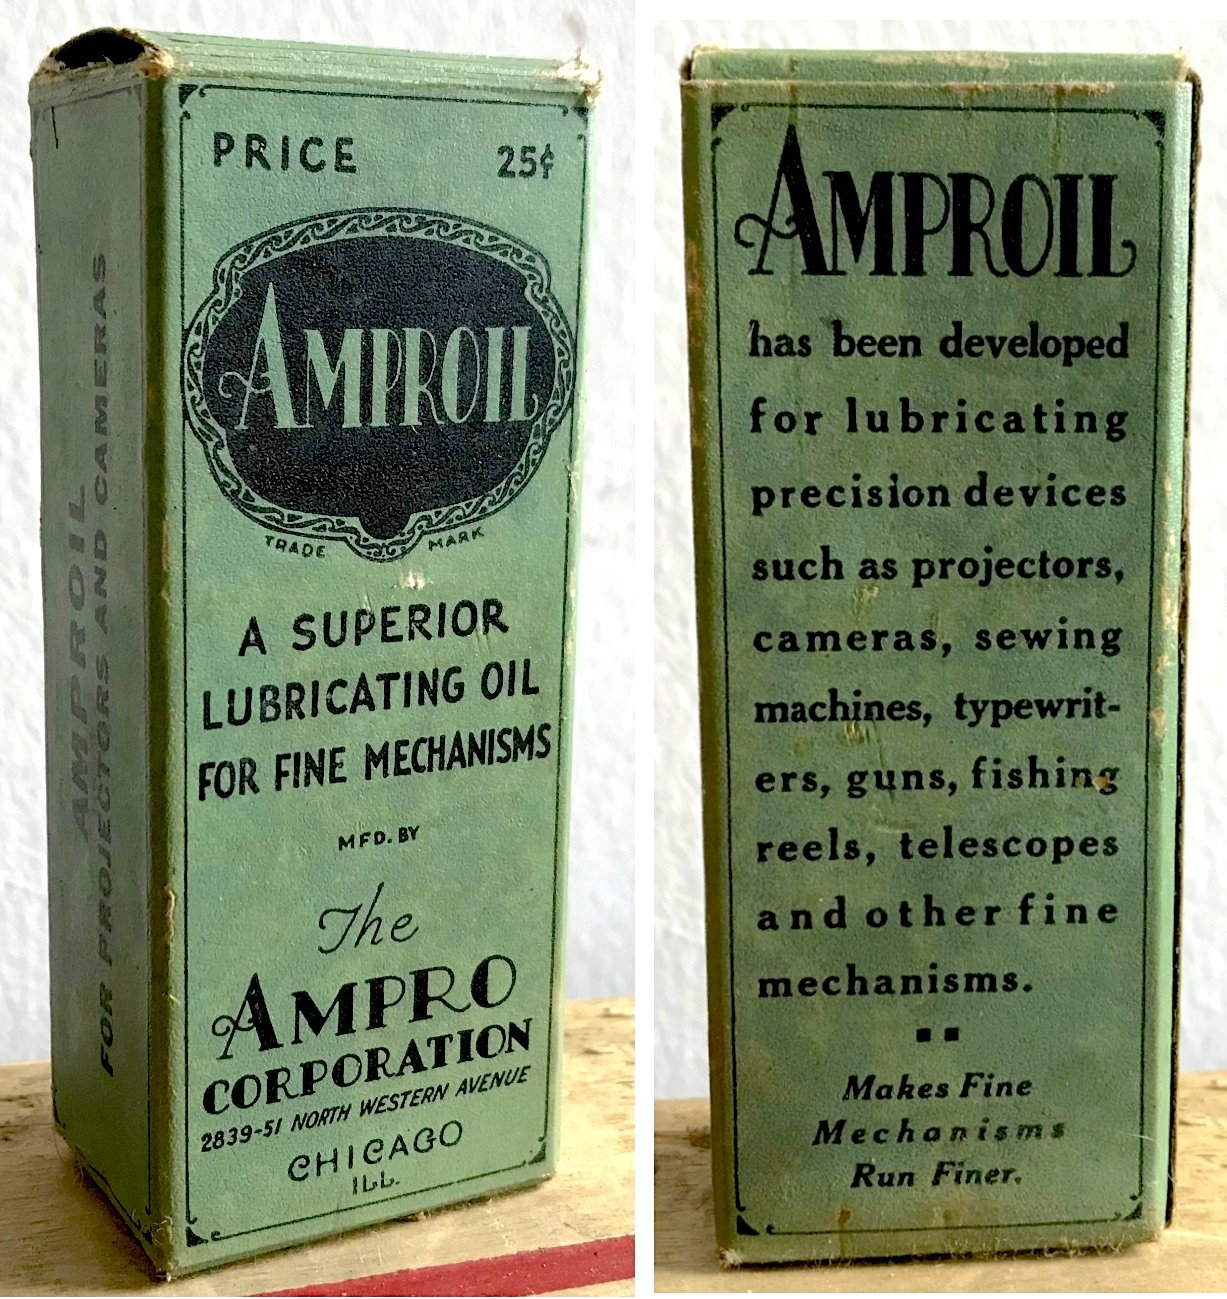 PRICE 25¢
AMPROIL
TRADE MARK
A SUPERIOR
LUBRICATING OIL
FOR FINE MECHANISMS
MFD. BY
The
AMPRO
CORPORATION
2839-51 NORTH WESTERN AVENUE
CHICAGO
ILL.
AMPROIL
FOR PROJECTORS AND CAMERAS
AMPROIL
has been developed
for lubricating
precision devices
such as projectors,
cameras, sewing
machines, typewrit-
ers, guns, fishing
reels, telescopes
and other fine
mechanisms.
Makes Fine
Mechanisms
Run Finer.